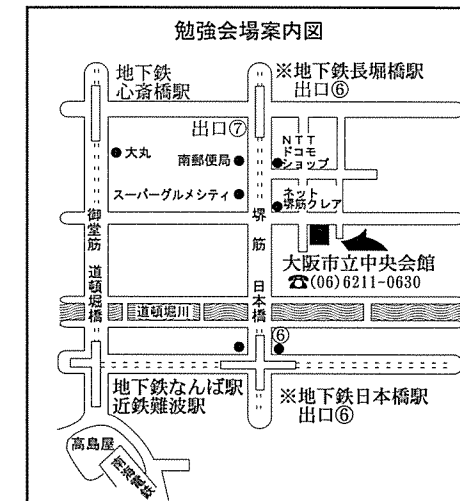 勉強会場案内図
地下鉄
心斎橋駅
※地下鉄長堀橋駅
出口⑥
出口⑦
大丸
南郵便局
NTT
ドコモ
ショップ
スーパーグルメシティ
ネット
堺筋クレア
御堂筋
堺筋
大阪市立中央会館
☎(06)6211-0630
道頓堀橋
日本橋
道頓堀川
⑥
地下鉄なんば駅
近鉄難波駅
※地下鉄日本橋駅
出口⑥
高島屋
南海電鉄